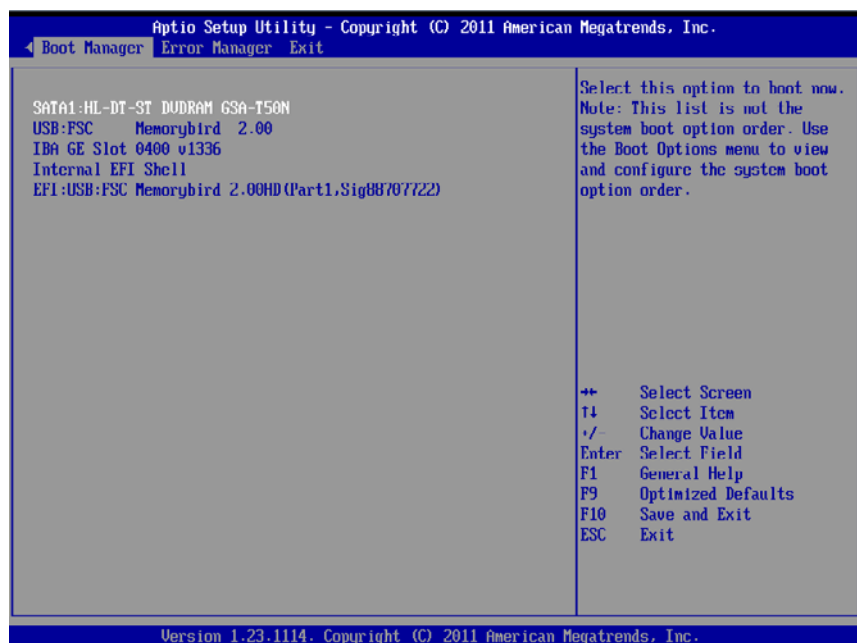 Aptio Setup Utility - Copyright (C) 2011 American Megatrends, Inc.
Boot Manager Error Manager Exit
SATA1:HL-DT-ST DVDRAM GSA-T50N
USB:FSC Memorybird 2.00
IBA GE Slot 0400 v1336
Internal EFI Shell
EFI:USB:FSC Memorybird 2.00HD(Part1,Sig88707722)
Select this option to boot now.
Note: This list is not the
system boot option order. Use
the Boot Options menu to view
and configure the system boot
option order.
→← Select Screen
↑↓ Select Item
+/- Change Value
Enter Select Field
F1 General Help
F9 Optimized Defaults
F10 Save and Exit
ESC Exit
Version 1.23.1114. Copyright (C) 2011 American Megatrends, Inc.